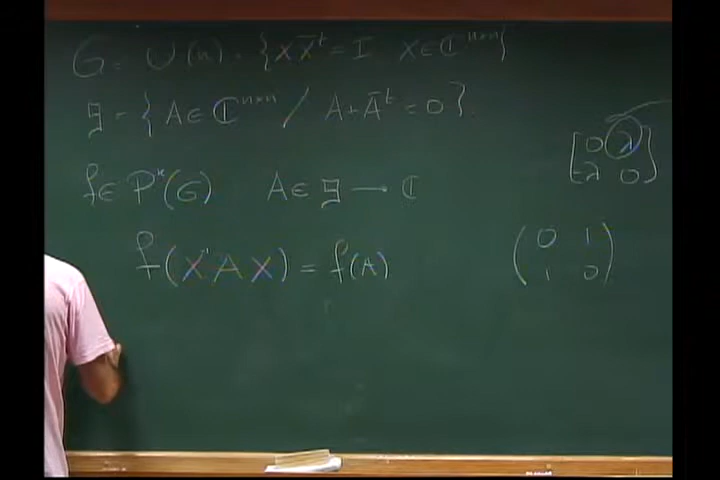 G = U(n) = {X X̄ᵗ = I X ∈ ℂⁿˣⁿ}
𝔤 = {A ∈ ℂⁿˣⁿ / A + Āᵗ = 0}
f ∈ Pᵏ(G) A ∈ 𝔤 → ℂ
f(X⁻¹AX) = f(A)
[0 λ
-λ 0]
(0 1
1 0)